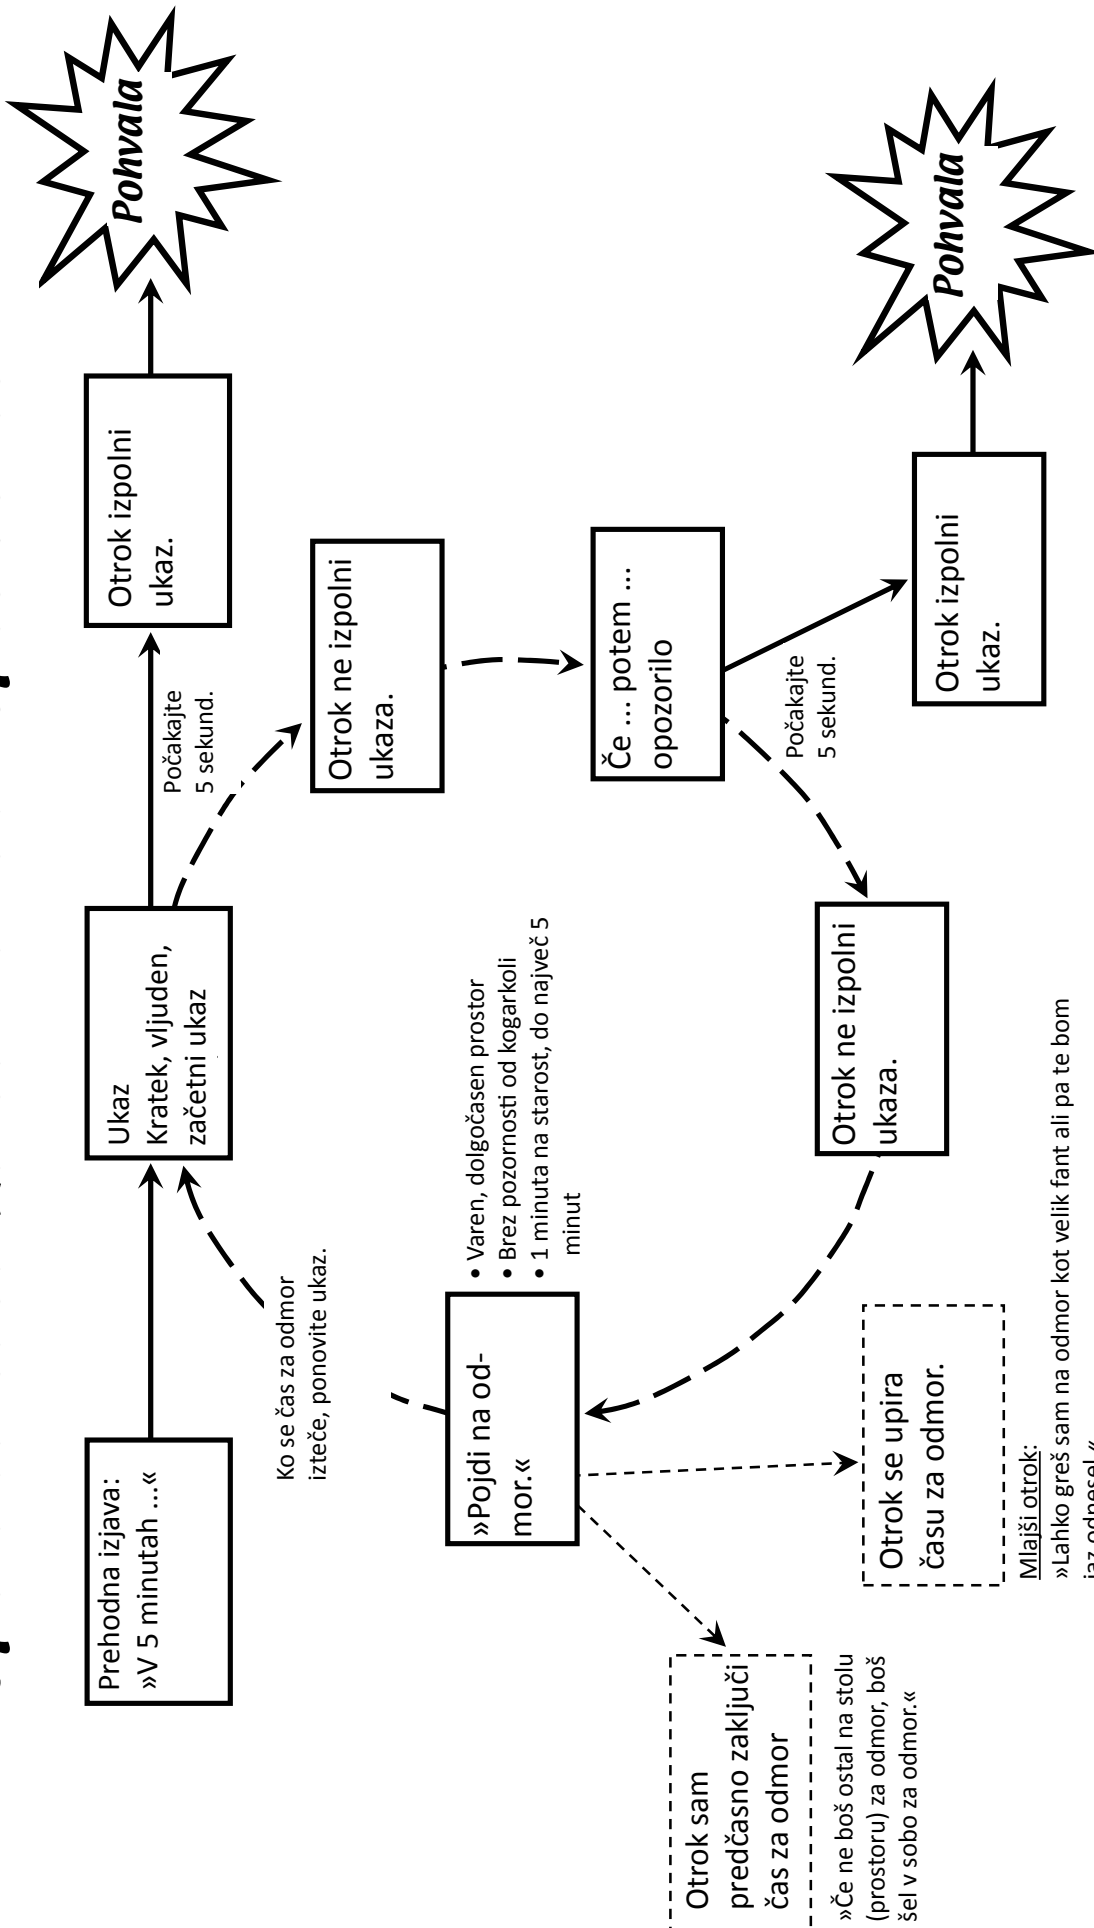 Prehodna izjava:
»V 5 minutah ...«
Ukaz
Kratek, vljuden,
začetni ukaz
Počakajte
5 sekund.
Otrok izpolni
ukaz.
Pohvala
Ko se čas za odmor
izteče, ponovite ukaz.
Otrok ne izpolni
ukaza.
»Pojdi na od-
mor.«
• Varen, dolgočasen prostor
• Brez pozornosti od kogarkoli
• 1 minuta na starost, do največ 5
minut
Če ... potem ...
opozorilo
Počakajte
5 sekund.
Otrok izpolni
ukaz.
Pohvala
Otrok ne izpolni
ukaza.
Otrok sam
predčasno zaključi
čas za odmor
»Če ne boš ostal na stolu
(prostoru) za odmor, boš
šel v sobo za odmor.«
Otrok se upira
času za odmor.
Mlajši otrok:
»Lahko greš sam na odmor kot velik fant ali pa te bom
jaz odnesel.«